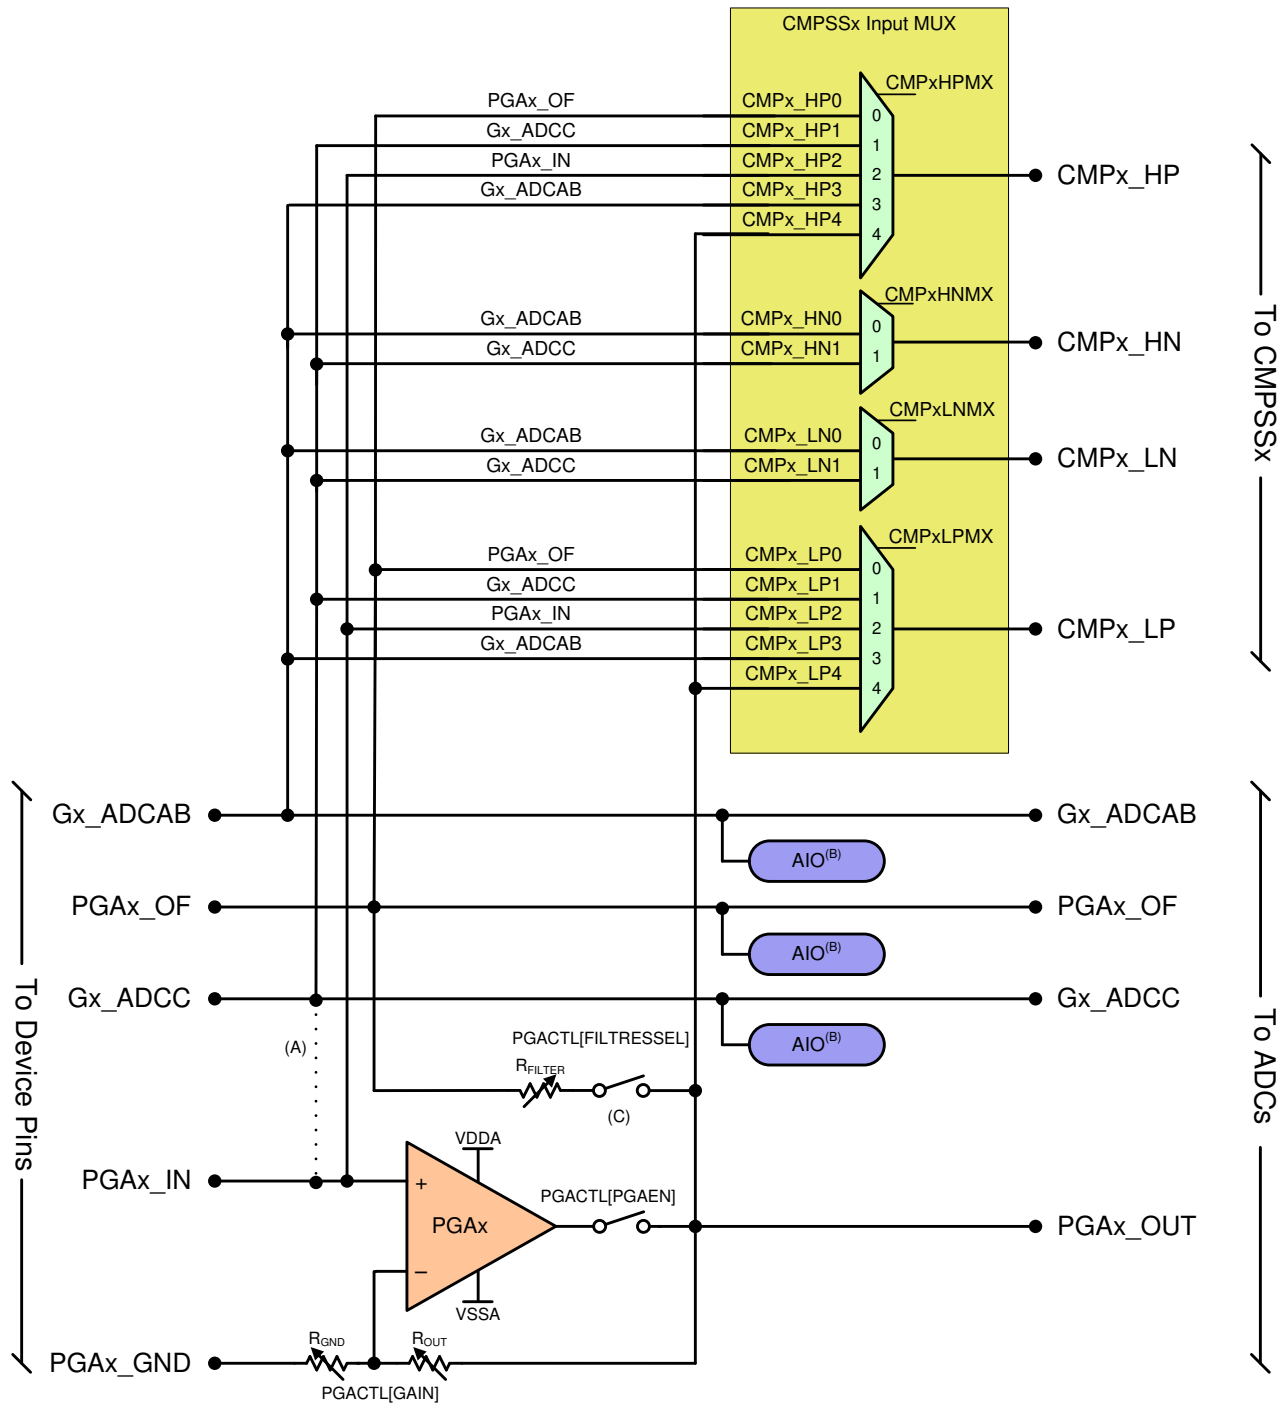 CMPSSx Input MUX
CMPxHPMX
PGAx_OF CMPx_HP0 0
Gx_ADCC CMPx_HP1 1
PGAx_IN CMPx_HP2 2 CMPx_HP
Gx_ADCAB CMPx_HP3 3
CMPx_HP4 4
CMPxHNMX
Gx_ADCAB CMPx_HN0 0
Gx_ADCC CMPx_HN1 1 CMPx_HN
CMPxLNMX
Gx_ADCAB CMPx_LN0 0
Gx_ADCC CMPx_LN1 1 CMPx_LN
CMPxLPMX
PGAx_OF CMPx_LP0 0
Gx_ADCC CMPx_LP1 1
PGAx_IN CMPx_LP2 2 CMPx_LP
Gx_ADCAB CMPx_LP3 3
CMPx_LP4 4
To CMPSSx
Gx_ADCAB Gx_ADCAB
AIO(B)
PGAx_OF PGAx_OF
AIO(B)
Gx_ADCC Gx_ADCC
AIO(B)
(A)
PGACTL[FILTRESSEL]
RFILTER
(C)
To Device Pins
To ADCs
VDDA
PGAx_IN +
PGACTL[PGAEN]
PGAx PGAx_OUT
–
VSSA
RGND ROUT
PGAx_GND
PGACTL[GAIN]